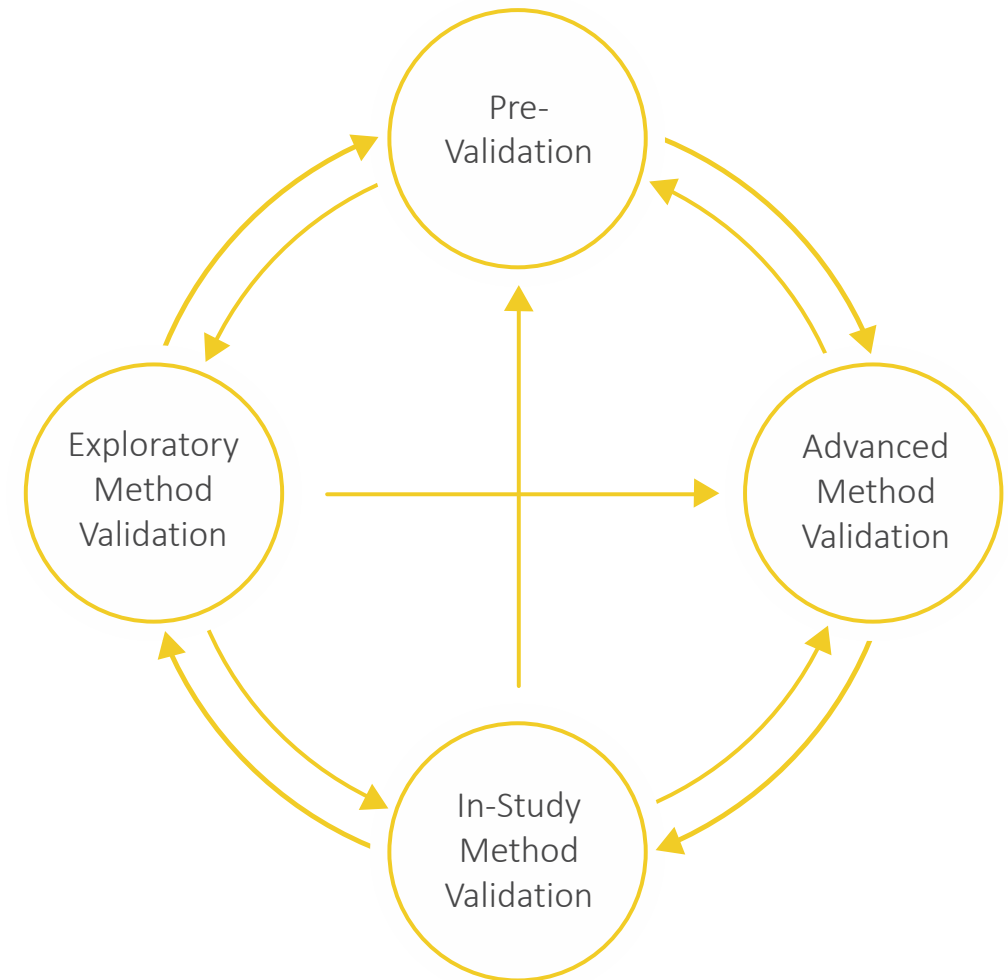 Pre-
Validation
Exploratory
Method
Validation
Advanced
Method
Validation
In-Study
Method
Validation